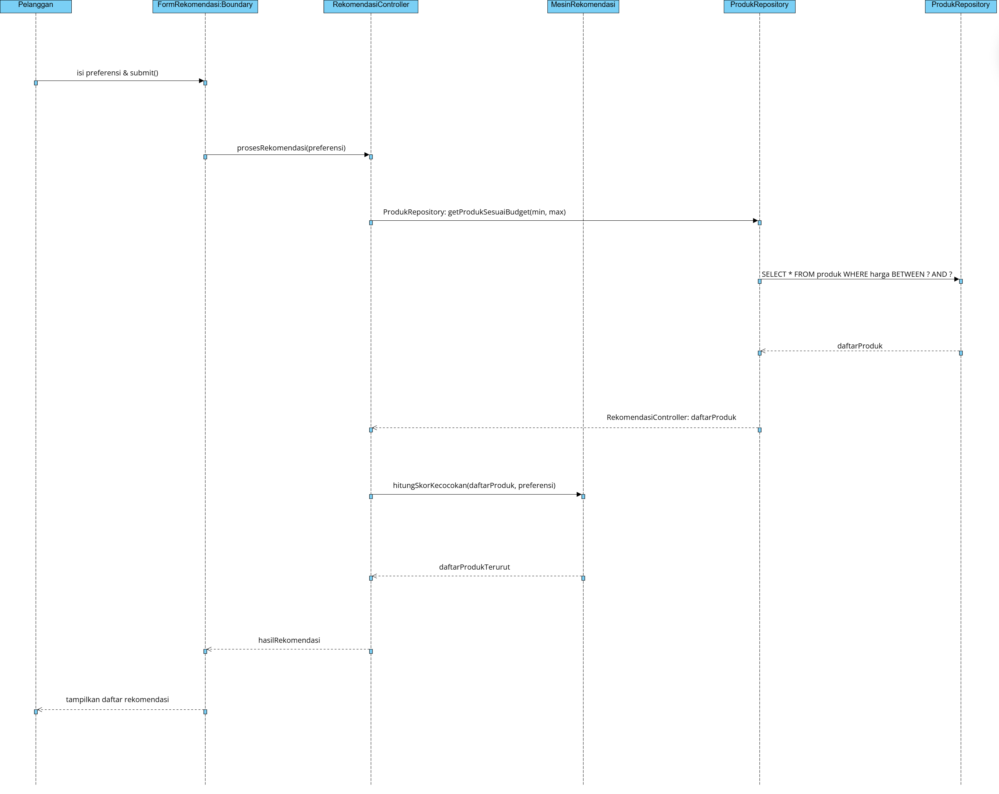 Pelanggan
FormRekomendasi:Boundary
RekomendasiController
MesinRekomendasi
ProdukRepository
ProdukRepository
isi preferensi & submit()
prosesRekomendasi(preferensi)
ProdukRepository: getProdukSesuaiBudget(min, max)
SELECT * FROM produk WHERE harga BETWEEN ? AND ?
daftarProduk
RekomendasiController: daftarProduk
hitungSkorKecocokan(daftarProduk, preferensi)
daftarProdukTerurut
hasilRekomendasi
tampilkan daftar rekomendasi